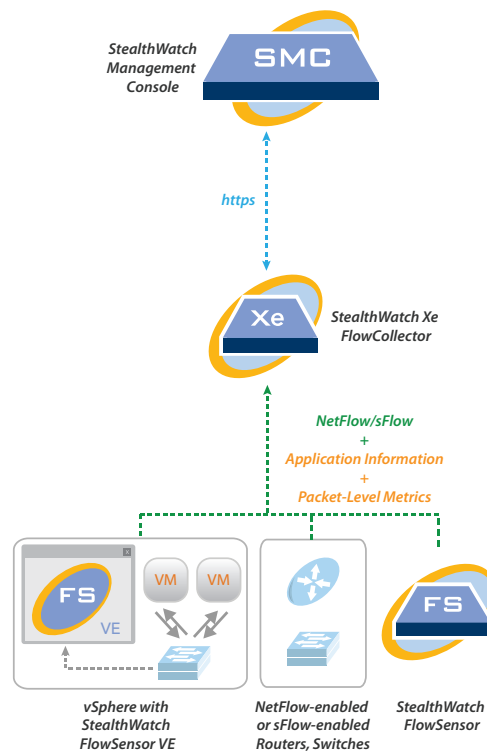 StealthWatch
Management
Console
SMC
https
Xe
StealthWatch Xe
FlowCollector
NetFlow/sFlow
+
Application Information
+
Packet-Level Metrics
x
FS
VE
VM
VM
FS
vSphere with
StealthWatch
FlowSensor VE
NetFlow-enabled
or sFlow-enabled
Routers, Switches
StealthWatch
FlowSensor